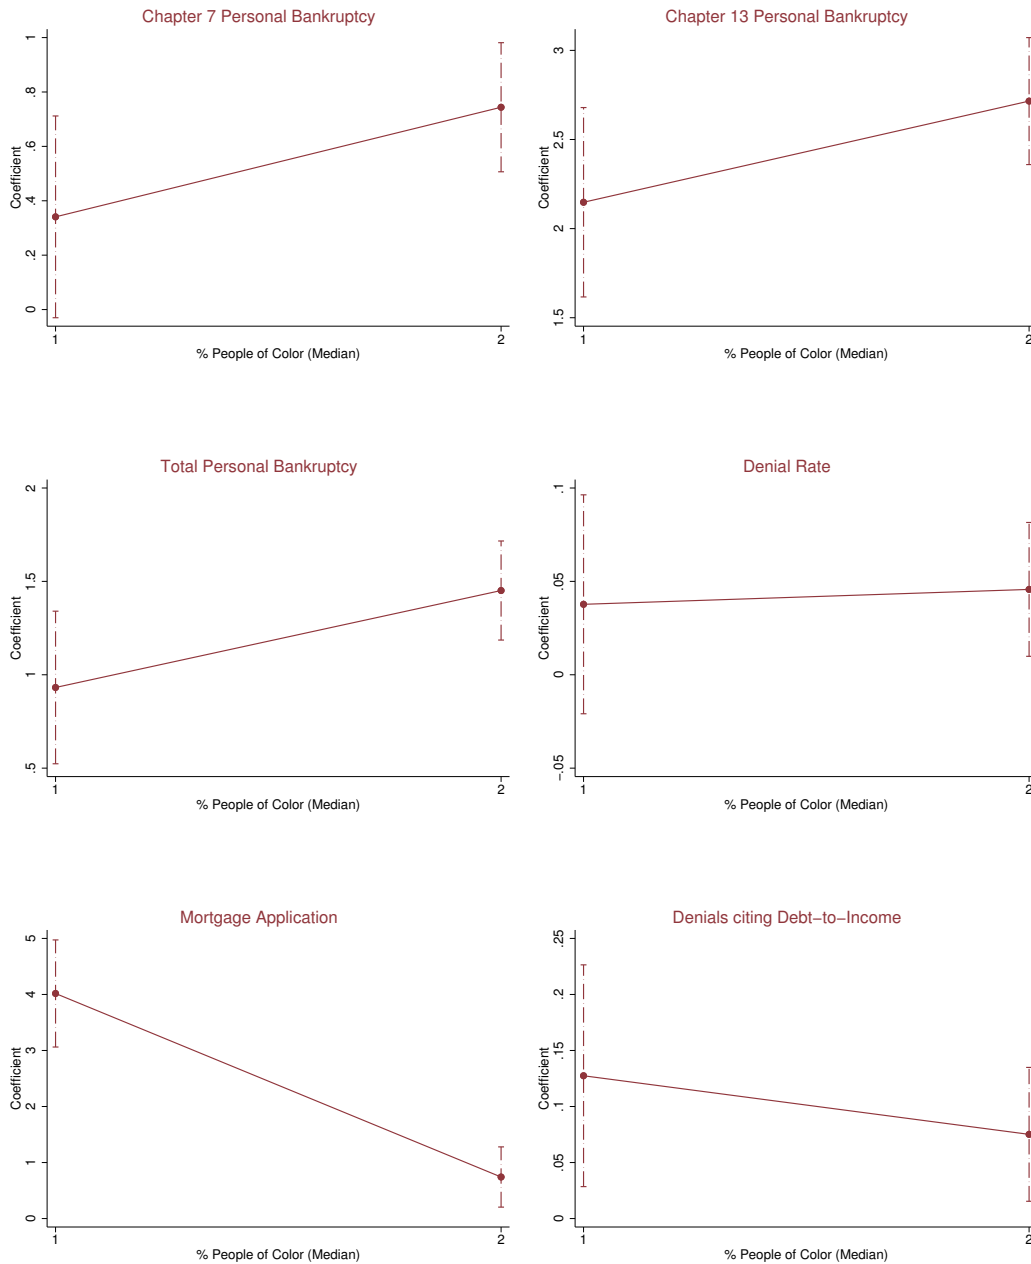 Chapter 7 Personal Bankruptcy
Coefficient
0
.2
.4
.6
.8
1
1
2
% People of Color (Median)
Chapter 13 Personal Bankruptcy
Coefficient
1.5
2
2.5
3
1
2
% People of Color (Median)
Total Personal Bankruptcy
Coefficient
.5
1
1.5
2
1
2
% People of Color (Median)
Denial Rate
Coefficient
−.05
0
.05
.1
1
2
% People of Color (Median)
Mortgage Application
Coefficient
0
1
2
3
4
5
1
2
% People of Color (Median)
Denials citing Debt−to−Income
Coefficient
0
.05
.1
.15
.2
.25
1
2
% People of Color (Median)